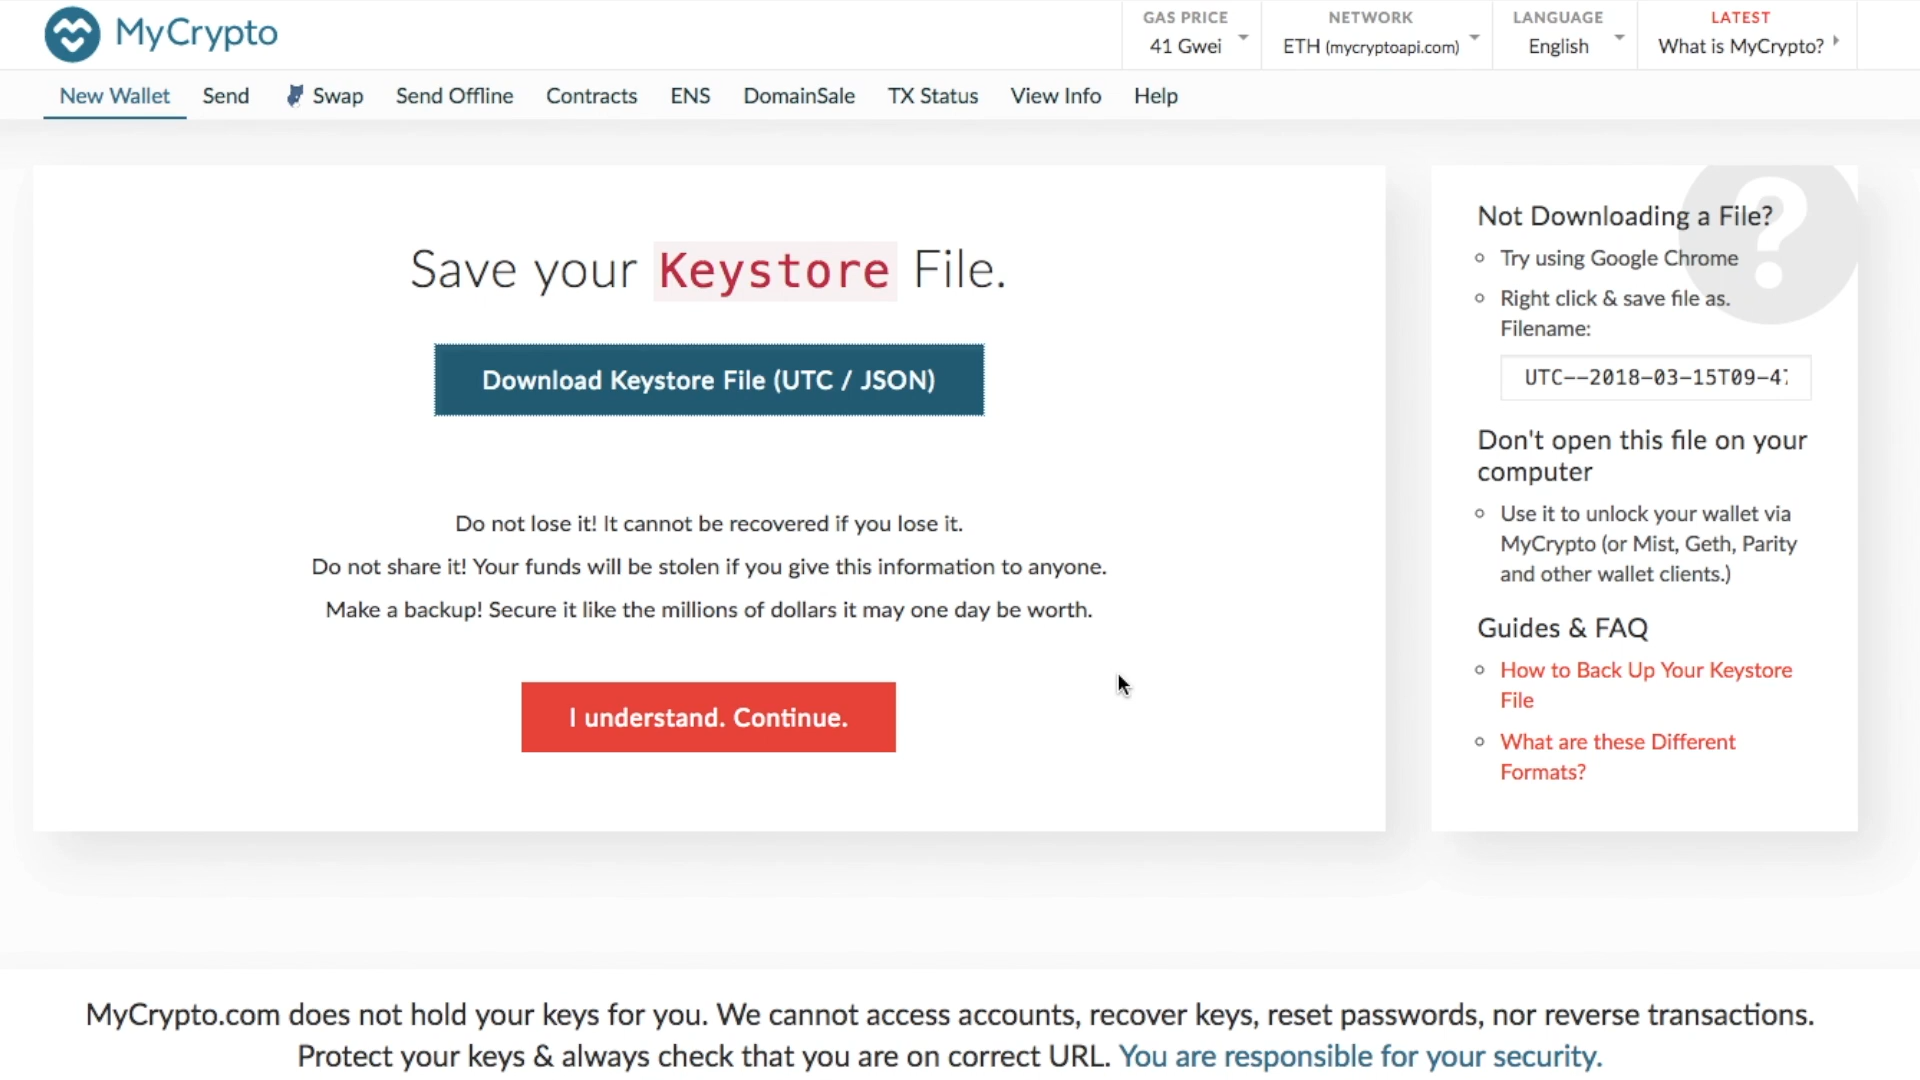 MyCrypto
GAS PRICE
41 Gwei
NETWORK
ETH (mycryptoapi.com)
LANGUAGE
English
LATEST
What is MyCrypto?
New Wallet
Send
Swap
Send Offline
Contracts
ENS
DomainSale
TX Status
View Info
Help
Save your Keystore File.
Download Keystore File (UTC / JSON)
Do not lose it! It cannot be recovered if you lose it.
Do not share it! Your funds will be stolen if you give this information to anyone.
Make a backup! Secure it like the millions of dollars it may one day be worth.
I understand. Continue.
Not Downloading a File?
Try using Google Chrome
Right click & save file as.
Filename:
UTC--2018-03-15T09-47
Don't open this file on your
computer
Use it to unlock your wallet via
MyCrypto (or Mist, Geth, Parity
and other wallet clients.)
Guides & FAQ
How to Back Up Your Keystore
File
What are these Different
Formats?
MyCrypto.com does not hold your keys for you. We cannot access accounts, recover keys, reset passwords, nor reverse transactions.
Protect your keys & always check that you are on correct URL. You are responsible for your security.